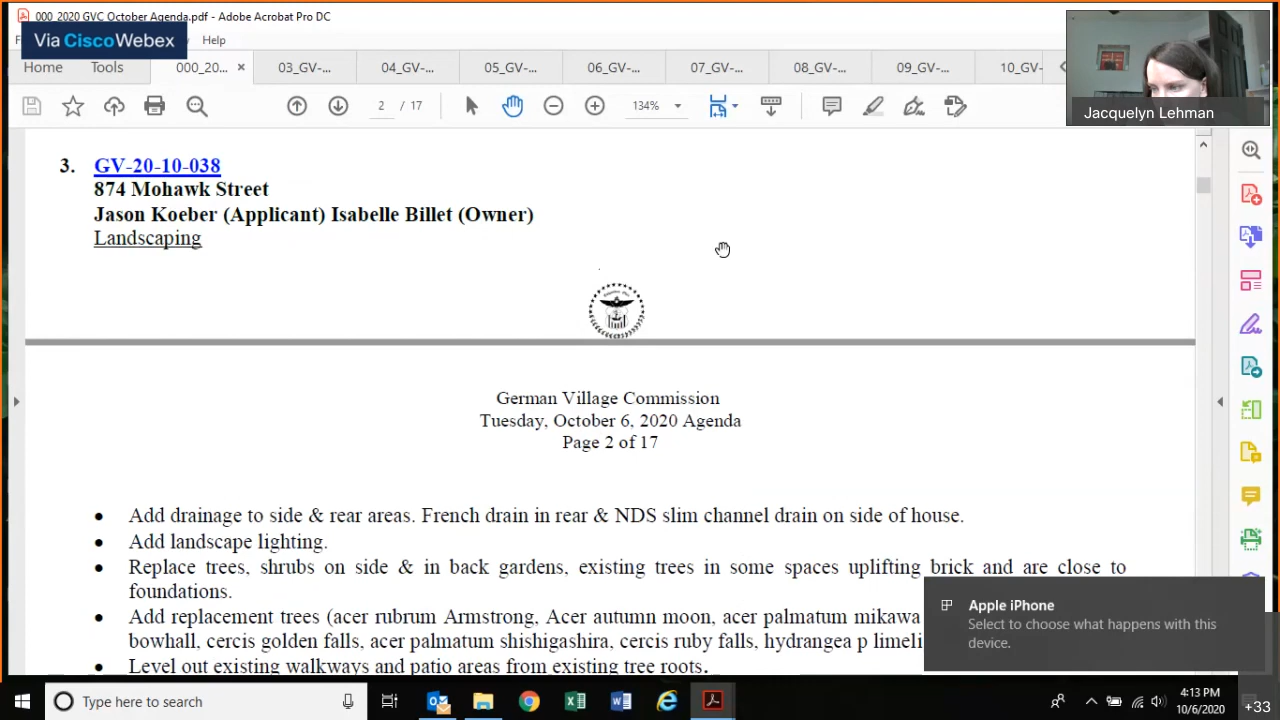 000_2020 GVC October Agenda.pdf - Adobe Acrobat Pro DC
Via CiscoWebex
Help
Home Tools 000_20... × 03_GV-... 04_GV-... 05_GV-... 06_GV-... 07_GV-... 08_GV-... 09_GV-... 10_GV-
2 / 17 134%
Jacquelyn Lehman
3. GV-20-10-038
874 Mohawk Street
Jason Koeber (Applicant) Isabelle Billet (Owner)
Landscaping
German Village Commission
Tuesday, October 6, 2020 Agenda
Page 2 of 17
• Add drainage to side & rear areas. French drain in rear & NDS slim channel drain on side of house.
• Add landscape lighting.
• Replace trees, shrubs on side & in back gardens, existing trees in some spaces uplifting brick and are close to
foundations.
• Add replacement trees (acer rubrum Armstrong, Acer autumn moon, acer palmatum mikawa
bowhall, cercis golden falls, acer palmatum shishigashira, cercis ruby falls, hydrangea p limeli
• Level out existing walkways and patio areas from existing tree roots.
Apple iPhone
Select to choose what happens with this
device.
Type here to search
4:13 PM
10/6/2020
+33